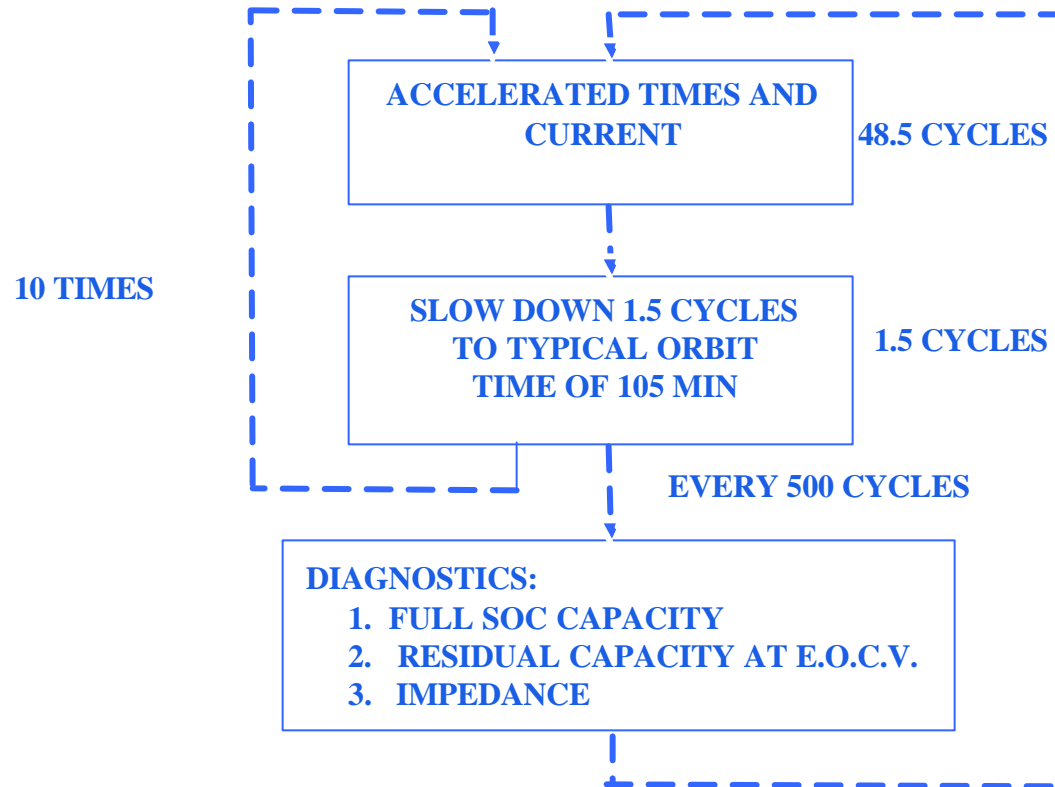 ACCELERATED TIMES AND
CURRENT
48.5 CYCLES
10 TIMES
SLOW DOWN 1.5 CYCLES
TO TYPICAL ORBIT
TIME OF 105 MIN
1.5 CYCLES
EVERY 500 CYCLES
DIAGNOSTICS:
1. FULL SOC CAPACITY
2. RESIDUAL CAPACITY AT E.O.C.V.
3. IMPEDANCE